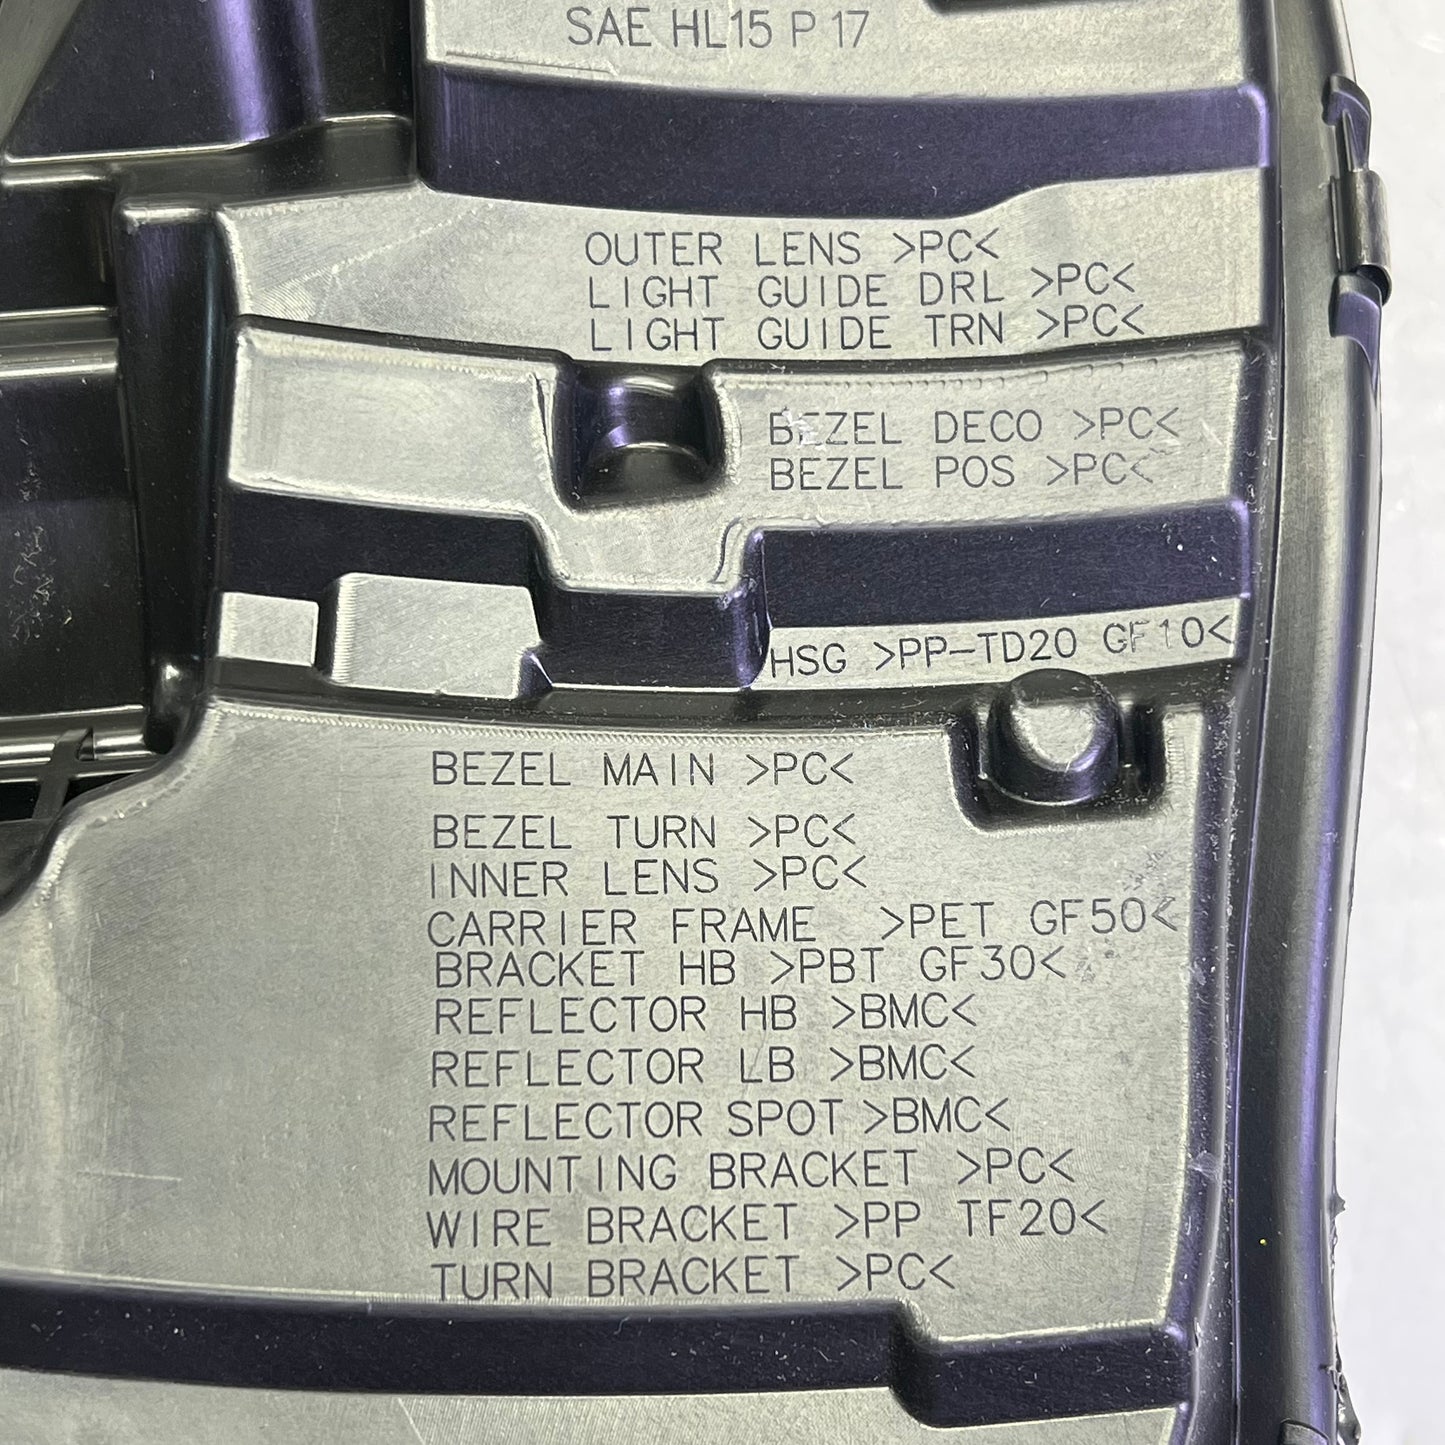 SAE HL15 P 17
OUTER LENS >PC<
LIGHT GUIDE DRL >PC<
LIGHT GUIDE TRN >PC<
BEZEL DECO >PC<
BEZEL POS >PC<
HSG >PP-TD20 GF10<
BEZEL MAIN >PC<
BEZEL TURN >PC<
INNER LENS >PC<
CARRIER FRAME >PET GF50<
BRACKET HB >PBT GF30<
REFLECTOR HB >BMC<
REFLECTOR LB >BMC<
REFLECTOR SPOT >BMC<
MOUNTING BRACKET >PC<
WIRE BRACKET >PP TF20<
TURN BRACKET >PC<